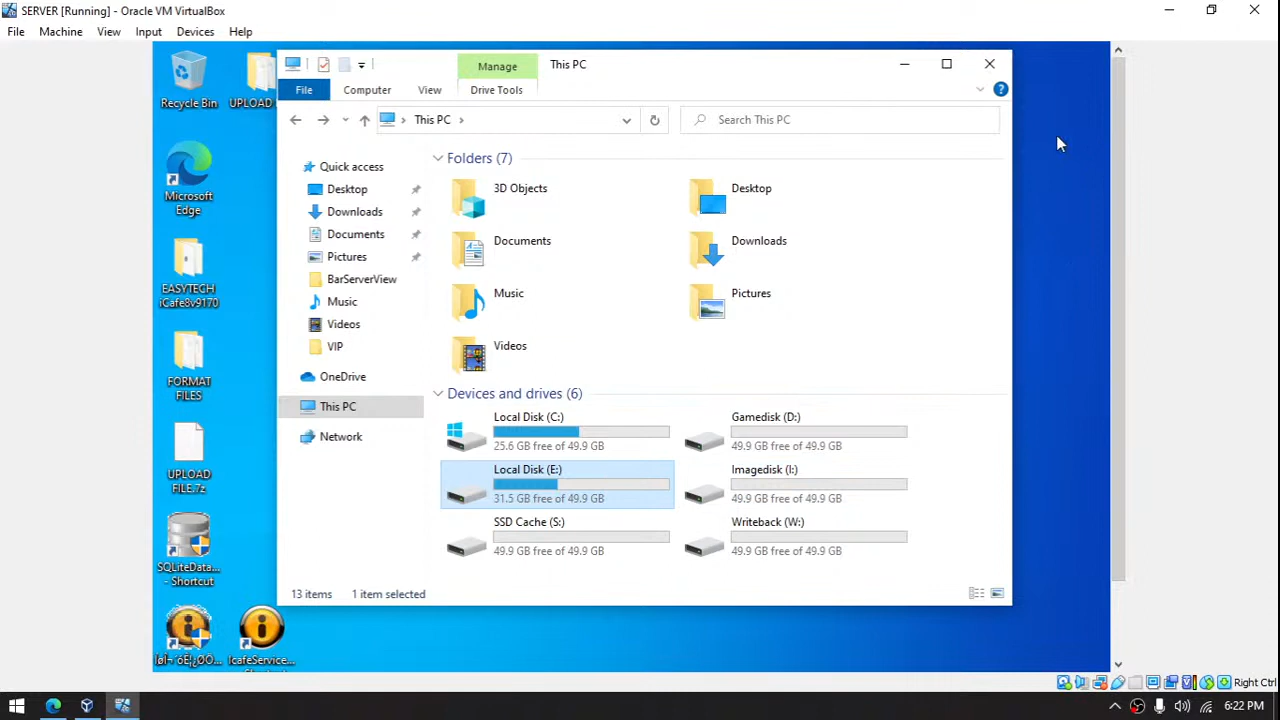 SERVER [Running] - Oracle VM VirtualBox
File Machine View Input Devices Help
Recycle Bin
UPLOAD
Microsoft
Edge
EASYTECH
iCafe8v9170
FORMAT
FILES
UPLOAD
FILE.7z
SQLiteData...
- Shortcut
IcafeService...
Manage
This PC
File
Computer
View
Drive Tools
This PC
Search This PC
Quick access
Desktop
Downloads
Documents
Pictures
BarServerView
Music
Videos
VIP
OneDrive
This PC
Network
Folders (7)
3D Objects
Desktop
Documents
Downloads
Music
Pictures
Videos
Devices and drives (6)
Local Disk (C:)
25.6 GB free of 49.9 GB
Gamedisk (D:)
49.9 GB free of 49.9 GB
Local Disk (E:)
31.5 GB free of 49.9 GB
Imagedisk (I:)
49.9 GB free of 49.9 GB
SSD Cache (S:)
49.9 GB free of 49.9 GB
Writeback (W:)
49.9 GB free of 49.9 GB
13 items
1 item selected
Right Ctrl
6:22 PM